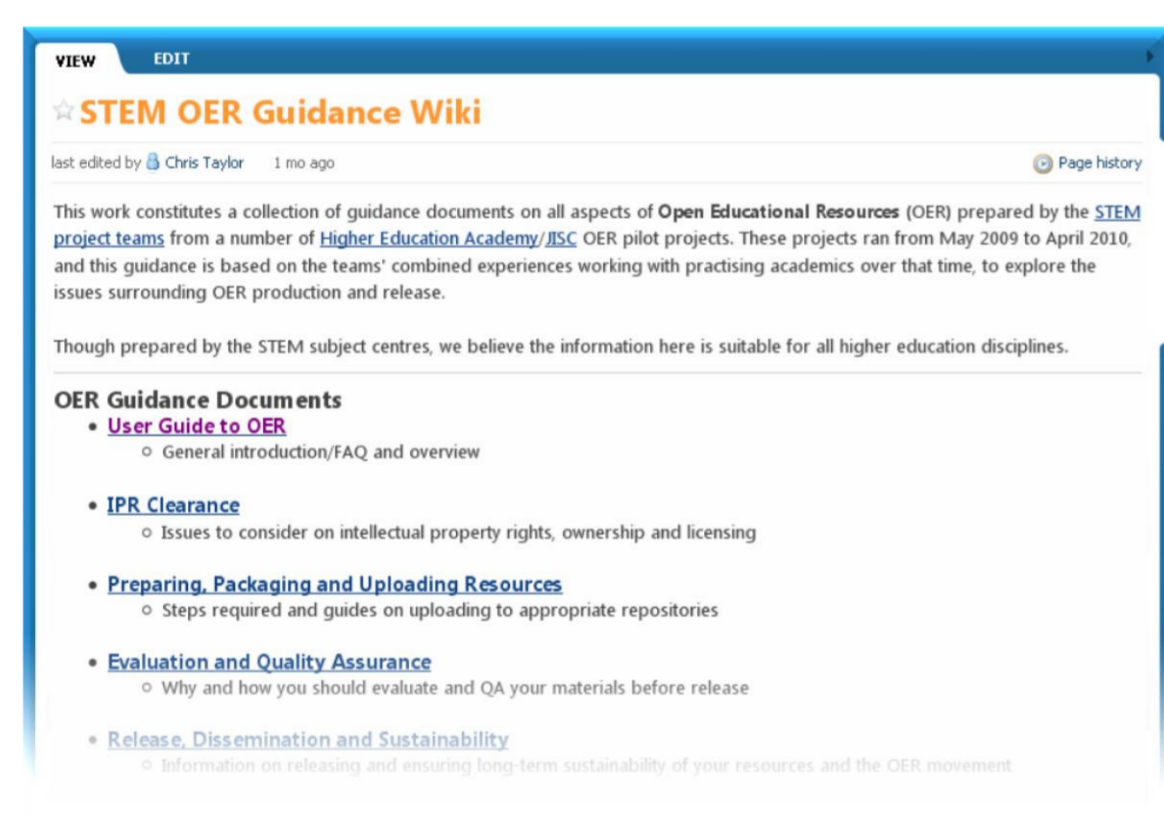 VIEW EDIT
STEM OER Guidance Wiki
last edited by Chris Taylor 1 mo ago Page history
This work constitutes a collection of guidance documents on all aspects of Open Educational Resources (OER) prepared by the STEM
project teams from a number of Higher Education Academy/JISC OER pilot projects. These projects ran from May 2009 to April 2010,
and this guidance is based on the teams' combined experiences working with practising academics over that time, to explore the
issues surrounding OER production and release.
Though prepared by the STEM subject centres, we believe the information here is suitable for all higher education disciplines.
OER Guidance Documents
• User Guide to OER
○ General introduction/FAQ and overview
• IPR Clearance
○ Issues to consider on intellectual property rights, ownership and licensing
• Preparing, Packaging and Uploading Resources
○ Steps required and guides on uploading to appropriate repositories
• Evaluation and Quality Assurance
○ Why and how you should evaluate and QA your materials before release
• Release, Dissemination and Sustainability
○ Information on releasing and ensuring long-term sustainability of your resources and the OER movement